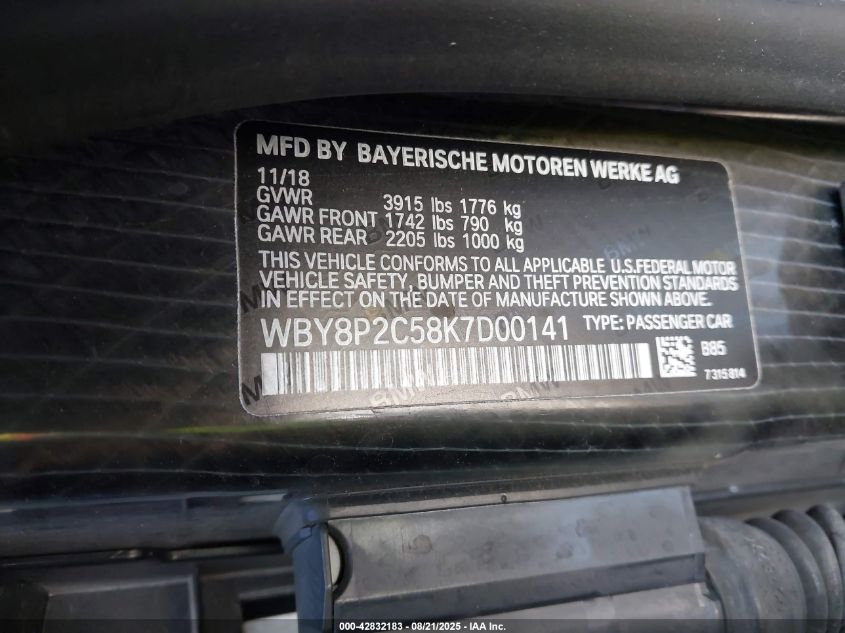 MFD BY BAYERISCHE MOTOREN WERKE AG
11/18
GVWR 3915 lbs 1776 kg
GAWR FRONT 1742 lbs 790 kg
GAWR REAR 2205 lbs 1000 kg
THIS VEHICLE CONFORMS TO ALL APPLICABLE U.S.FEDERAL MOTOR
VEHICLE SAFETY, BUMPER AND THEFT PREVENTION STANDARDS
IN EFFECT ON THE DATE OF MANUFACTURE SHOWN ABOVE.
WBY8P2C58K7D00141 TYPE: PASSENGER CAR
B85
7315814
000-42832183 - 08/21/2025 - IAA Inc.